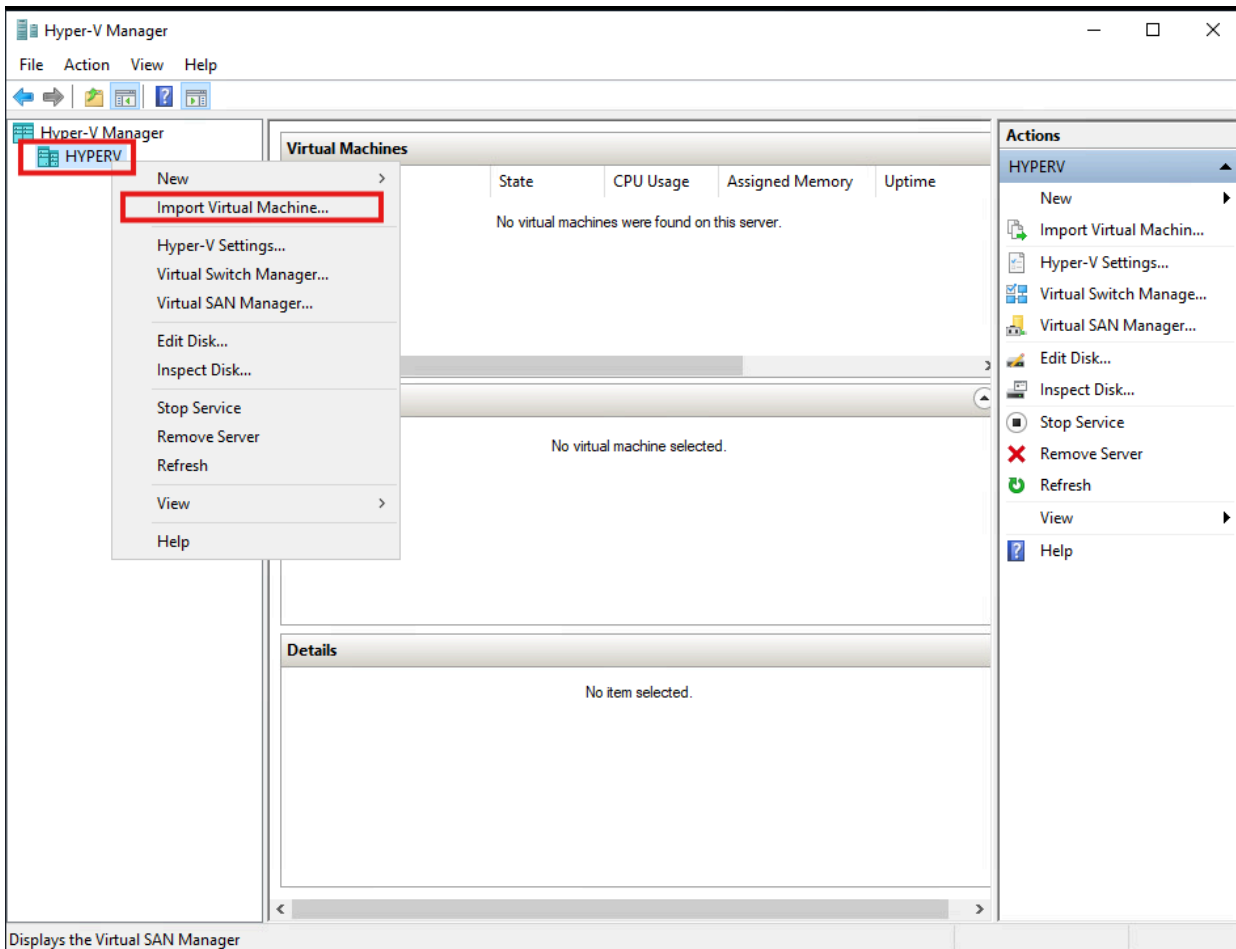 Hyper-V Manager
File Action View Help
Hyper-V Manager
HYPERV
New
Import Virtual Machine...
Hyper-V Settings...
Virtual Switch Manager...
Virtual SAN Manager...
Edit Disk...
Inspect Disk...
Stop Service
Remove Server
Refresh
View
Help
Virtual Machines
State CPU Usage Assigned Memory Uptime
No virtual machines were found on this server.
No virtual machine selected.
Details
No item selected.
Actions
HYPERV
New
Import Virtual Machin...
Hyper-V Settings...
Virtual Switch Manage...
Virtual SAN Manager...
Edit Disk...
Inspect Disk...
Stop Service
Remove Server
Refresh
View
Help
Displays the Virtual SAN Manager